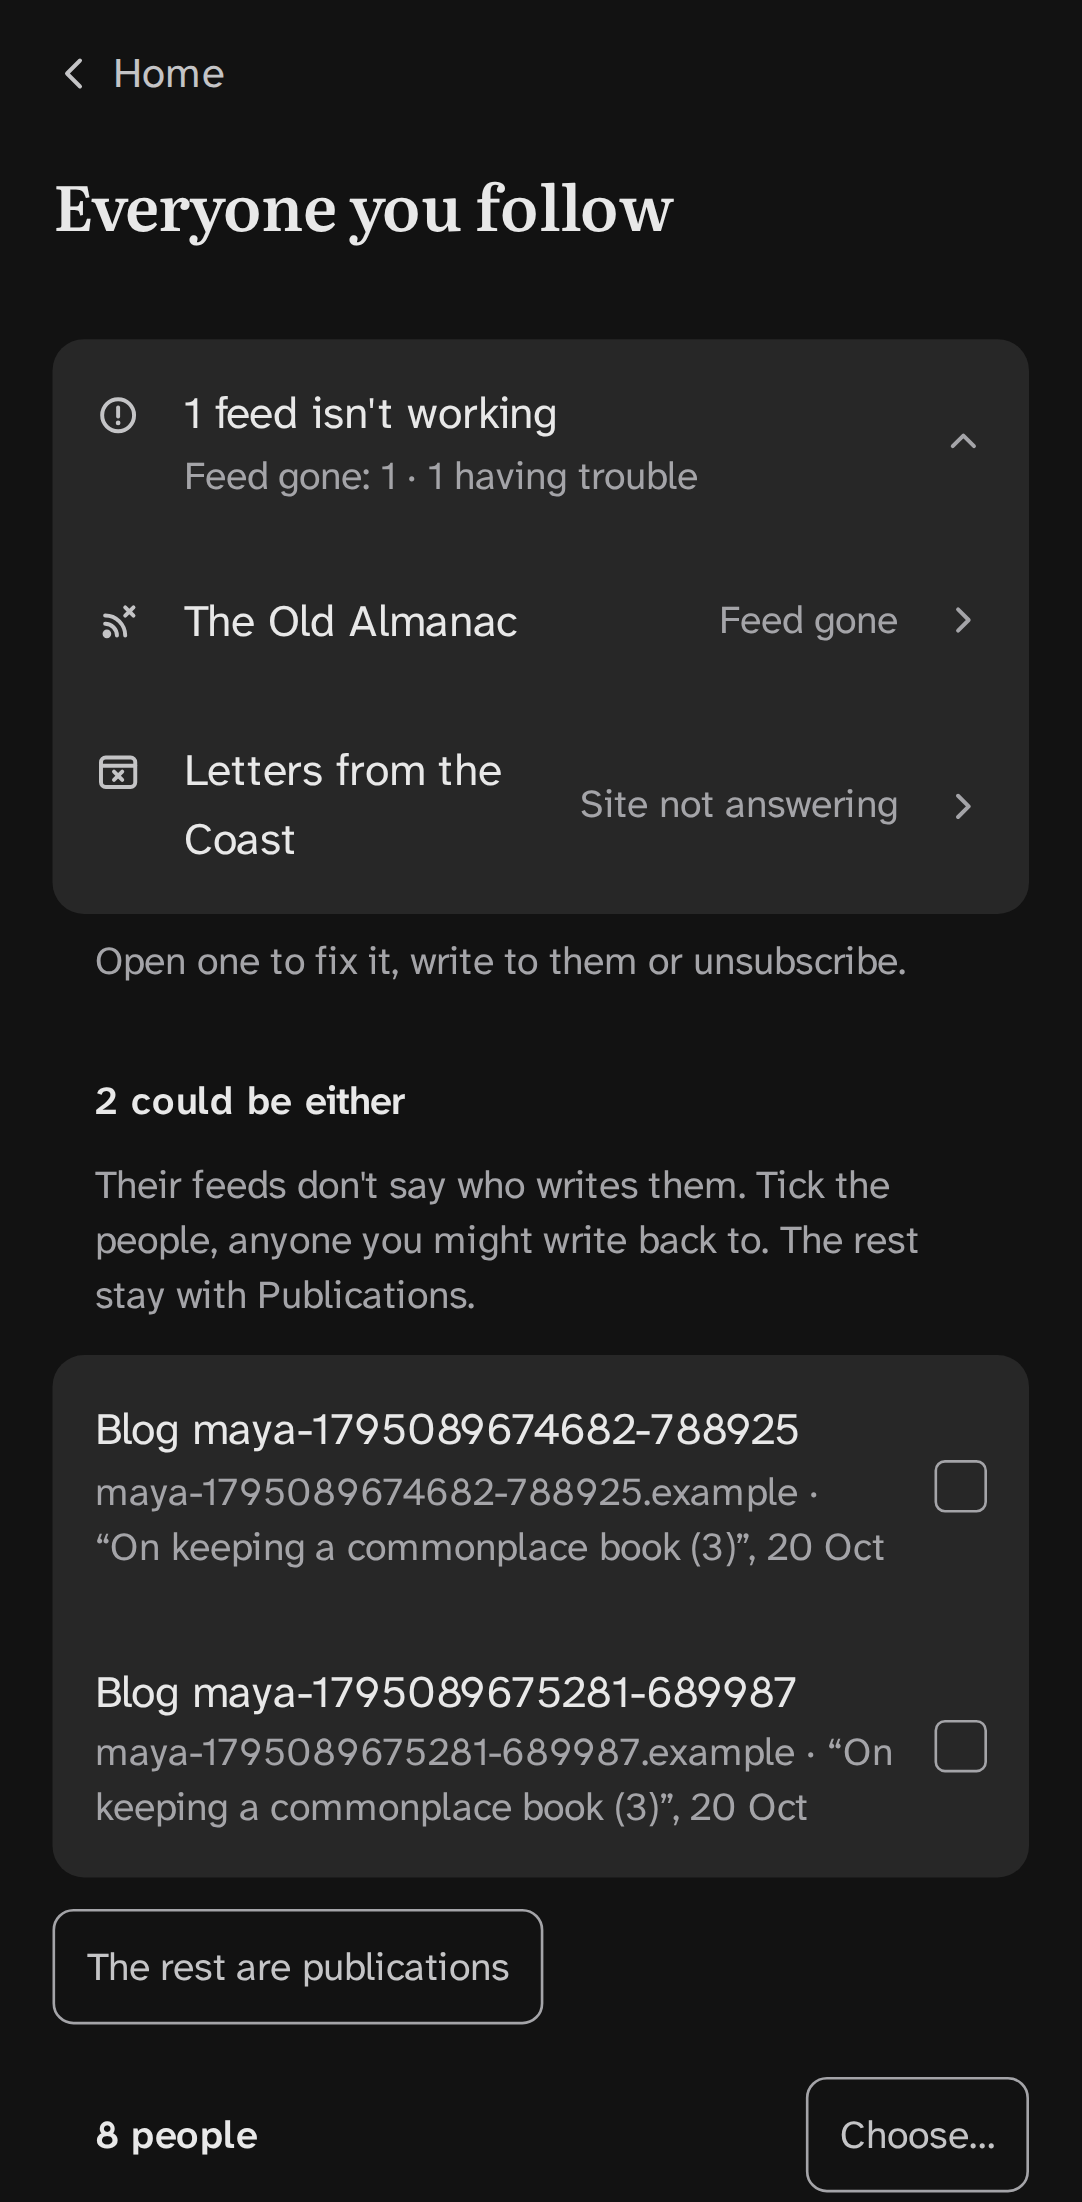 Home
Everyone you follow
1 feed isn't working
Feed gone: 1 · 1 having trouble
The Old Almanac
Feed gone
Letters from the
Coast
Site not answering
Open one to fix it, write to them or unsubscribe.
2 could be either
Their feeds don't say who writes them. Tick the
people, anyone you might write back to. The rest
stay with Publications.
Blog maya-1795089674682-788925
maya-1795089674682-788925.example ·
“On keeping a commonplace book (3)”, 20 Oct
Blog maya-1795089675281-689987
maya-1795089675281-689987.example · “On
keeping a commonplace book (3)”, 20 Oct
The rest are publications
8 people
Choose…